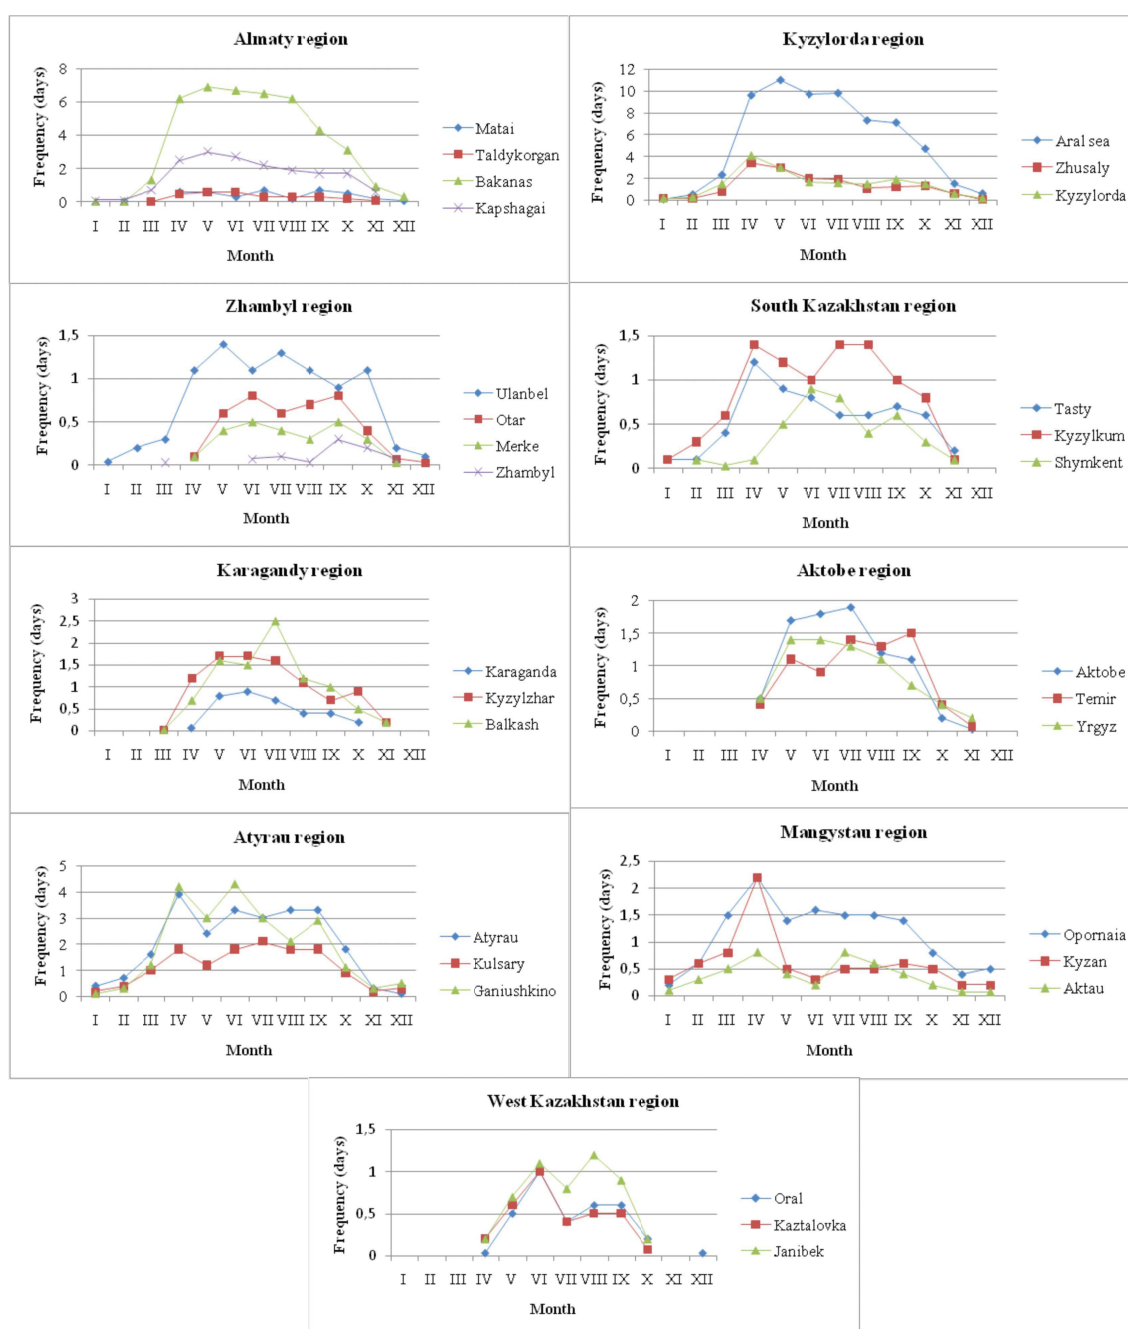 Almaty region
Frequency (days)
8
6
4
2
0
I II III IV V VI VII VIII IX X XI XII
Month
Matai
Taldykorgan
Bakanas
Kapshagai
Kyzylorda region
Frequency (days)
12
10
8
6
4
2
0
I II III IV V VI VII VIII IX X XI XII
Month
Aral sea
Zhusaly
Kyzylorda
Zhambyl region
Frequency (days)
1,5
1
0,5
0
I II III IV V VI VII VIII IX X XI XII
Month
Ulanbel
Otar
Merke
Zhambyl
South Kazakhstan region
Frequency (days)
1,5
1
0,5
0
I II III IV V VI VII VIII IX X XI XII
Month
Tasty
Kyzylkum
Shymkent
Karagandy region
Frequency (days)
3
2,5
2
1,5
1
0,5
0
I II III IV V VI VII VIII IX X XI XII
Month
Karaganda
Kyzylzhar
Balkash
Aktobe region
Frequency (days)
2
1,5
1
0,5
0
I II III IV V VI VII VIII IX X XI XII
Month
Aktobe
Temir
Yrgyz
Atyrau region
Frequency (days)
5
4
3
2
1
0
I II III IV V VI VII VIII IX X XI XII
Month
Atyrau
Kulsary
Ganiushkino
Mangystau region
Frequency (days)
2,5
2
1,5
1
0,5
0
I II III IV V VI VII VIII IX X XI XII
Month
Opornaia
Kyzan
Aktau
West Kazakhstan region
Frequency (days)
1,5
1
0,5
0
I II III IV V VI VII VIII IX X XI XII
Month
Oral
Kaztalovka
Janibek